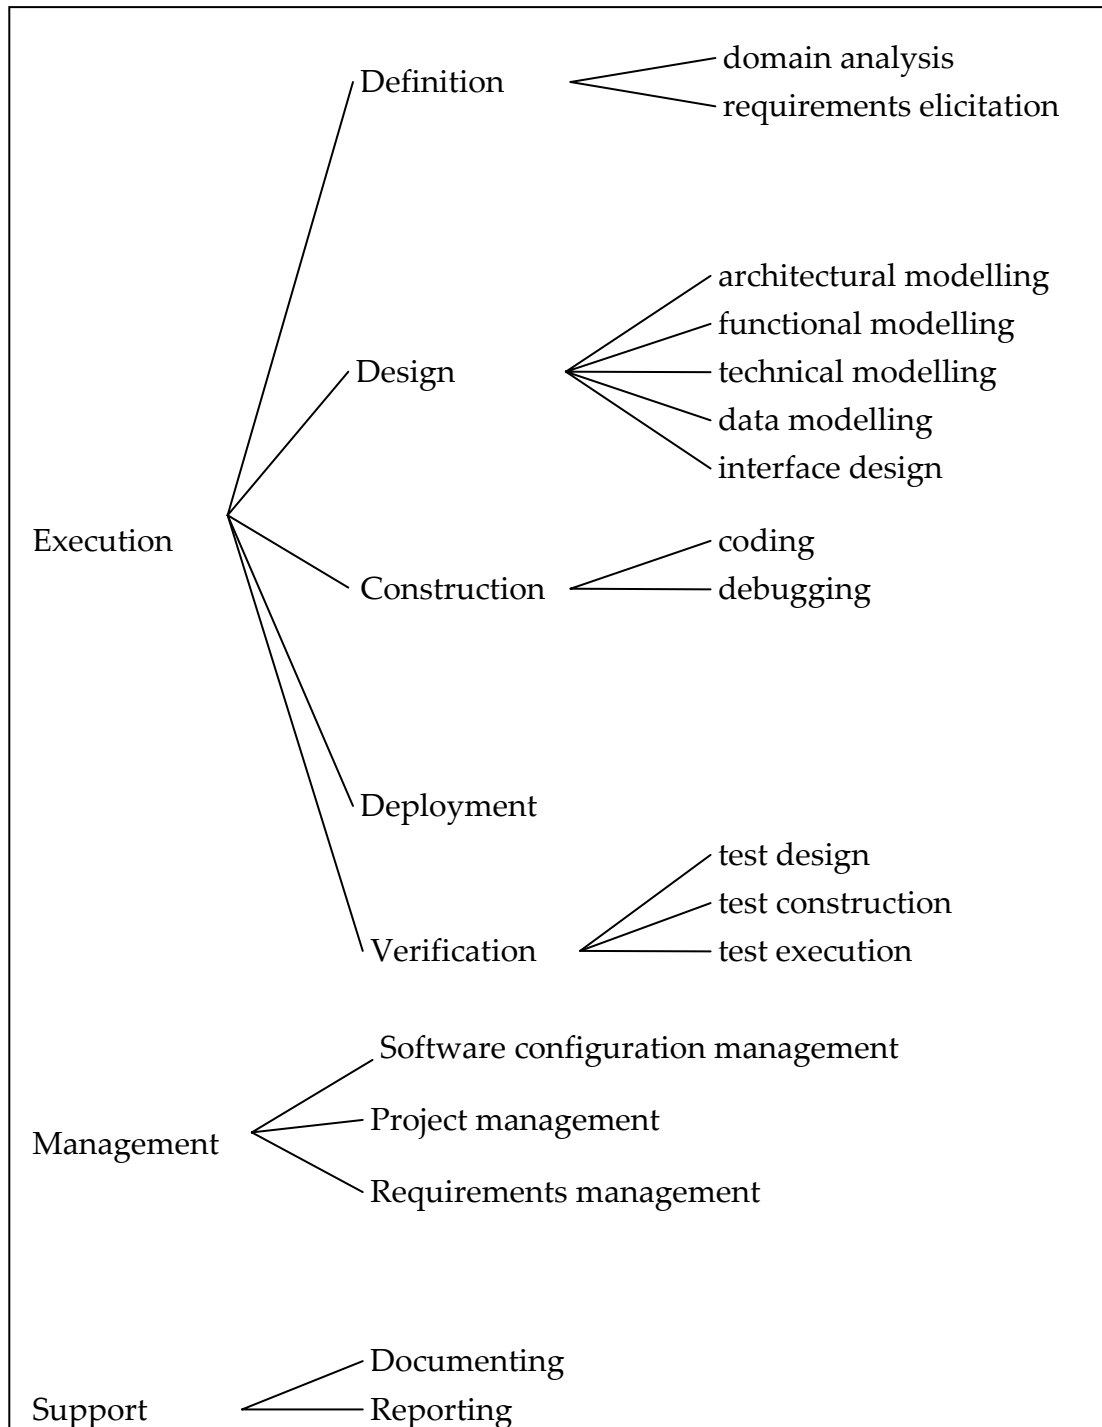 Definition
domain analysis
requirements elicitation
Design
architectural modelling
functional modelling
technical modelling
data modelling
interface design
Execution
Construction
coding
debugging
Deployment
Verification
test design
test construction
test execution
Management
Software configuration management
Project management
Requirements management
Support
Documenting
Reporting